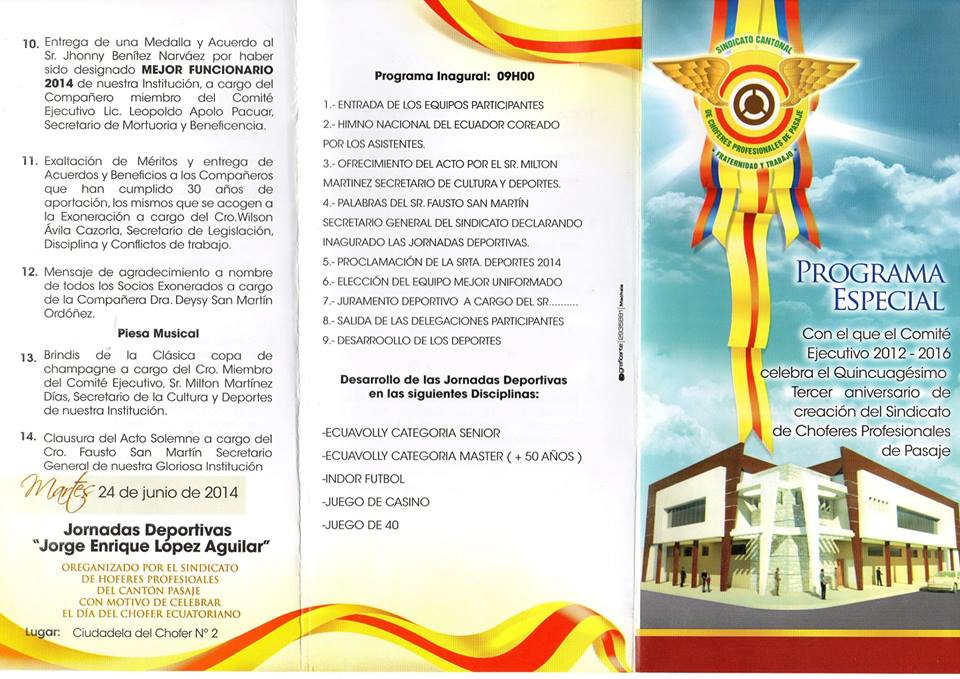 10. Entrega de una Medalla y Acuerdo al
Sr. Jhonny Benítez Narváez por haber
sido designado MEJOR FUNCIONARIO
2014 de nuestra Institución, a cargo del
Compañero miembro del Comité
Ejecutivo Lic. Leopoldo Apolo Pacuar,
Secretario de Mortuoria y Beneficencia.
11. Exaltación de Méritos y entrega de
Acuerdos y Beneficios a los Compañeros
que han cumplido 30 años de
aportación, los mismos que se acogen a
la Exoneración a cargo del Cro.Wilson
Ávila Cazorla, Secretario de Legislación,
Disciplina y Conflictos de trabajo.
12. Mensaje de agradecimiento a nombre
de todos los Socios Exonerados a cargo
de la Compañera Dra. Deysy San Martín
Ordóñez.
Piesa Musical
13. Brindis de la Clásica copa de
champagne a cargo del Cro. Miembro
del Comité Ejecutivo, Sr. Milton Martínez
Días, Secretario de la Cultura y Deportes
de nuestra Institución.
14. Clausura del Acto Solemne a cargo del
Cro. Fausto San Martín Secretario
General de nuestra Gloriosa Institución
Martes 24 de junio de 2014
Jornadas Deportivas
“Jorge Enrique López Aguilar”
OREGANIZADO POR EL SINDICATO
DE HOFERES PROFESIONALES
DEL CANTÓN PASAJE
CON MOTIVO DE CELEBRAR
EL DÍA DEL CHOFER ECUATORIANO
Lugar: Ciudadela del Chofer Nº 2
Programa Inagural: 09H00
1.- ENTRADA DE LOS EQUIPOS PARTICIPANTES
2.- HIMNO NACIONAL DEL ECUADOR COREADO
POR LOS ASISTENTES.
3.- OFRECIMIENTO DEL ACTO POR EL SR. MILTON
MARTINEZ SECRETARIO DE CULTURA Y DEPORTES.
4.- PALABRAS DEL SR. FAUSTO SAN MARTÍN
SECRETARIO GENERAL DEL SINDICATO DECLARANDO
INAGURADO LAS JORNADAS DEPORTIVAS.
5.- PROCLAMACIÓN DE LA SRTA. DEPORTES 2014
6.- ELECCIÓN DEL EQUIPO MEJOR UNIFORMADO
7.- JURAMENTO DEPORTIVO A CARGO DEL SR..........
8.- SALIDA DE LAS DELEGACIONES PARTICIPANTES
9.- DESARROOLLO DE LOS DEPORTES
Desarrollo de las Jornadas Deportivas
en las siguientes Disciplinas:
-ECUAVOLLY CATEGORIA SENIOR
-ECUAVOLLY CATEGORIA MASTER ( + 50 AÑOS )
-INDOR FUTBOL
-JUEGO DE CASINO
-JUEGO DE 40
SINDICATO CANTONAL
DE CHOFERES PROFESIONALES DE PASAJE
FRATERNIDAD Y TRABAJO
PROGRAMA
ESPECIAL
Con el que el Comité
Ejecutivo 2012 - 2016
celebra el Quincuagésimo
Tercer aniversario de
creación del Sindicato
de Choferes Profesionales
de Pasaje